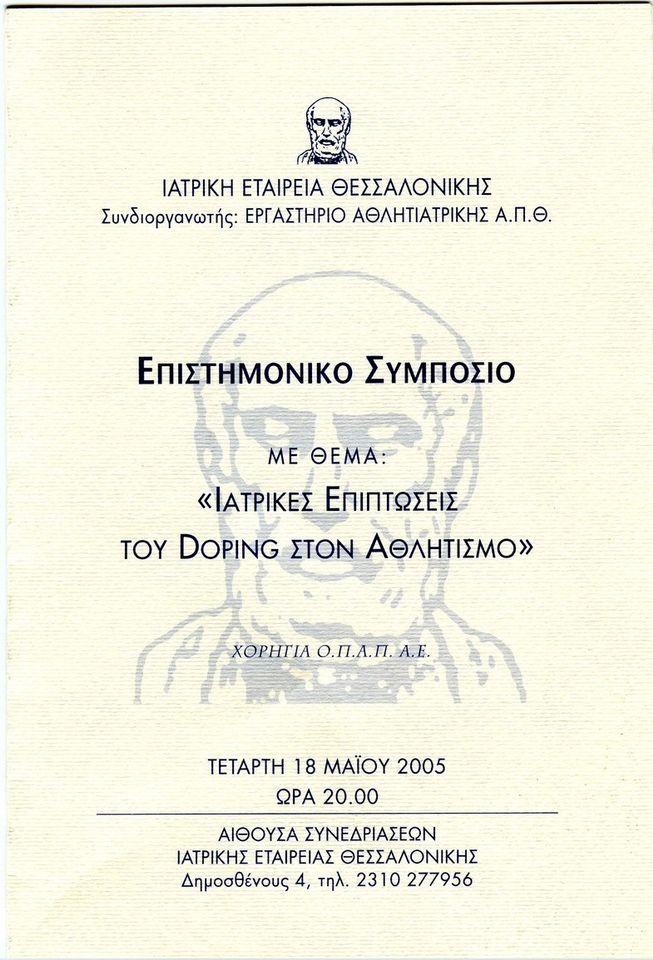 ΙΑΤΡΙΚΗ ΕΤΑΙΡΕΙΑ ΘΕΣΣΑΛΟΝΙΚΗΣ
Συνδιοργανωτής: ΕΡΓΑΣΤΗΡΙΟ ΑΘΛΗΤΙΑΤΡΙΚΗΣ Α.Π.Θ.
ΕΠΙΣΤΗΜΟΝΙΚΟ ΣΥΜΠΟΣΙΟ
ΜΕ ΘΕΜΑ:
«ΙΑΤΡΙΚΕΣ ΕΠΙΠΤΩΣΕΙΣ
ΤΟΥ DOPING ΣΤΟΝ ΑΘΛΗΤΙΣΜΟ»
ΧΟΡΗΓΙΑ Ο.Π.Α.Π. Α.Ε.
ΤΕΤΑΡΤΗ 18 ΜΑΪΟΥ 2005
ΩΡΑ 20.00
ΑΙΘΟΥΣΑ ΣΥΝΕΔΡΙΑΣΕΩΝ
ΙΑΤΡΙΚΗΣ ΕΤΑΙΡΕΙΑΣ ΘΕΣΣΑΛΟΝΙΚΗΣ
Δημοσθένους 4, τηλ. 2310 277956